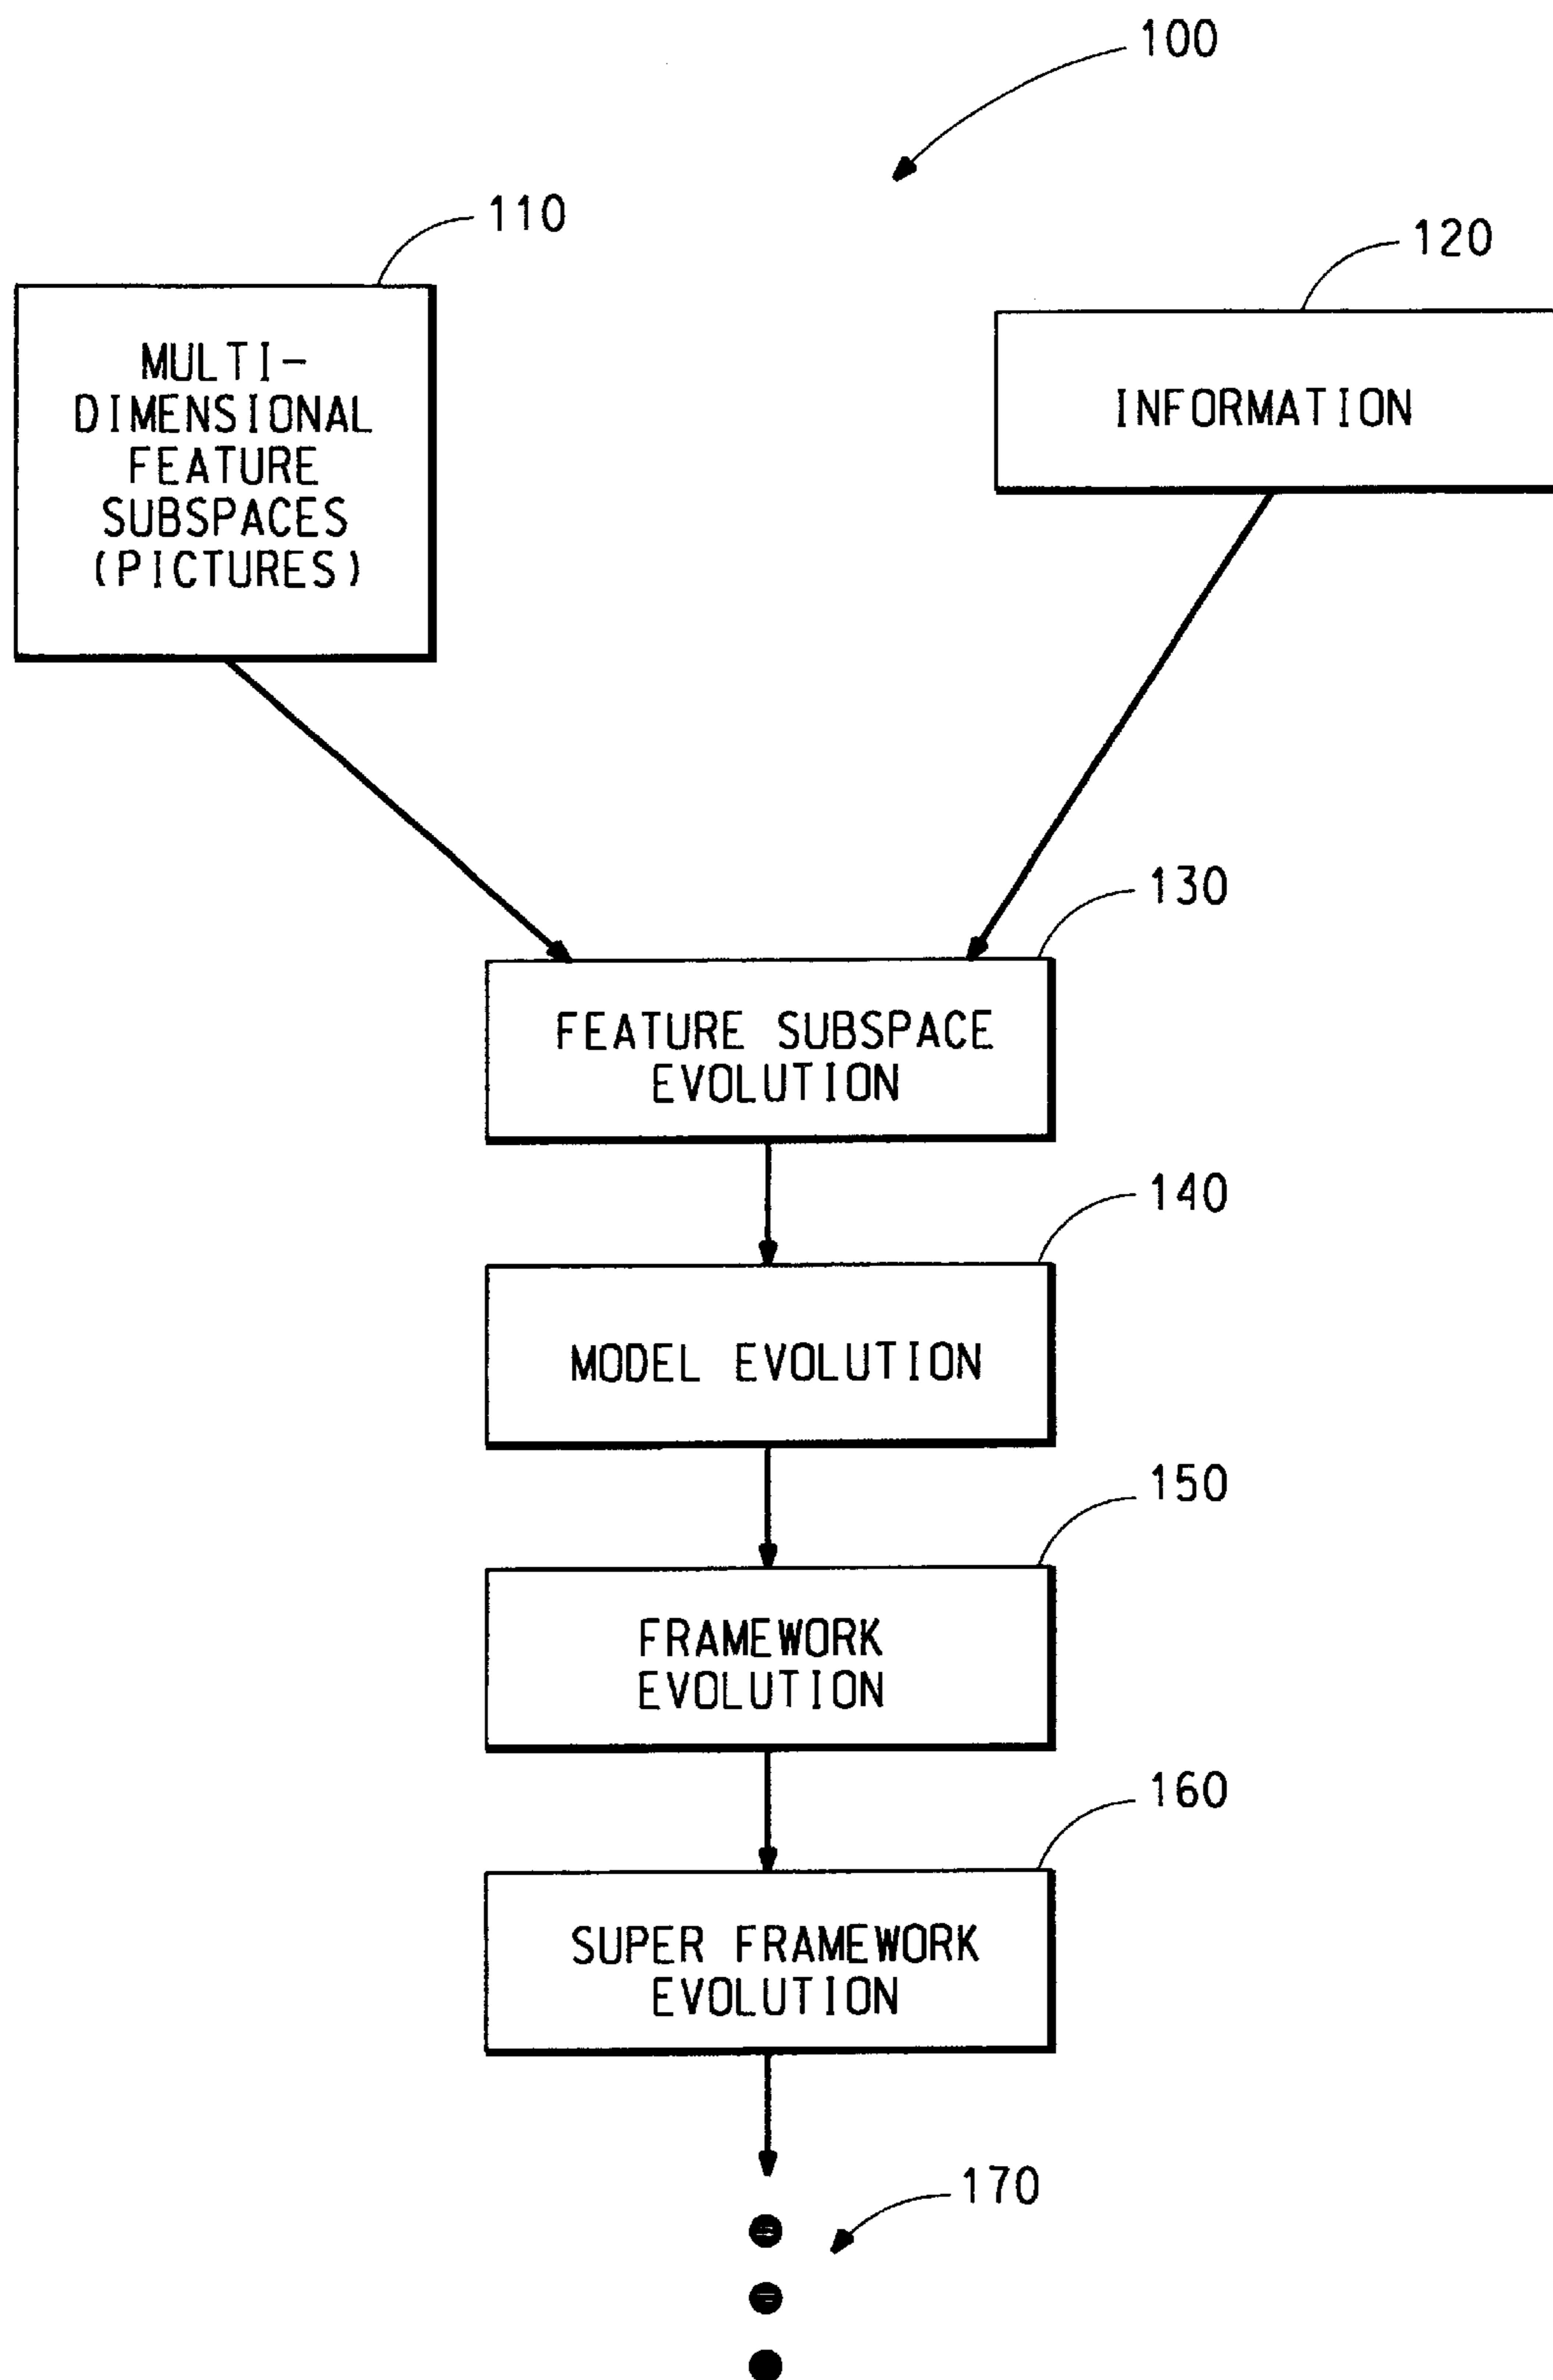 100
110
120
MULTI-
DIMENSIONAL
FEATURE
SUBSPACES
(PICTURES)
INFORMATION
130
FEATURE SUBSPACE
EVOLUTION
140
MODEL EVOLUTION
150
FRAMEWORK
EVOLUTION
160
SUPER FRAMEWORK
EVOLUTION
170